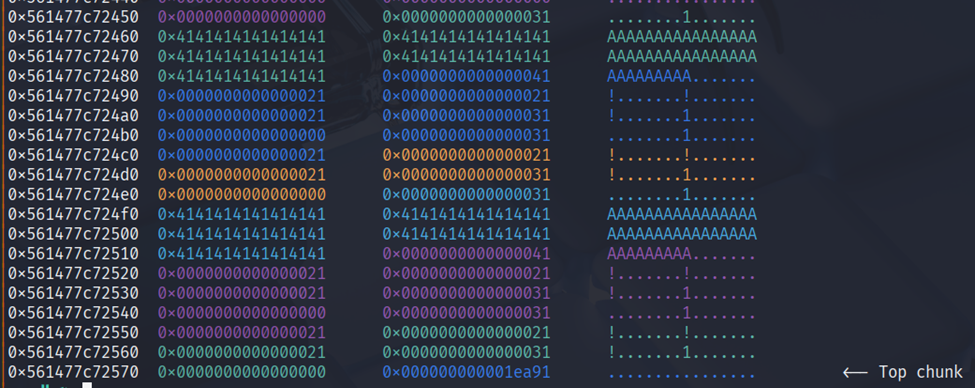 0x561477c72450 0x0000000000000000 0x0000000000000031 ........1.......
0x561477c72460 0x4141414141414141 0x4141414141414141 AAAAAAAAAAAAAAAA
0x561477c72470 0x4141414141414141 0x4141414141414141 AAAAAAAAAAAAAAAA
0x561477c72480 0x4141414141414141 0x0000000000000041 AAAAAAAAA.......
0x561477c72490 0x0000000000000021 0x0000000000000021 !.......!.......
0x561477c724a0 0x0000000000000021 0x0000000000000031 !.......1.......
0x561477c724b0 0x0000000000000000 0x0000000000000031 ........1.......
0x561477c724c0 0x0000000000000021 0x0000000000000021 !.......!.......
0x561477c724d0 0x0000000000000021 0x0000000000000031 !.......1.......
0x561477c724e0 0x0000000000000000 0x0000000000000031 ........1.......
0x561477c724f0 0x4141414141414141 0x4141414141414141 AAAAAAAAAAAAAAAA
0x561477c72500 0x4141414141414141 0x4141414141414141 AAAAAAAAAAAAAAAA
0x561477c72510 0x4141414141414141 0x0000000000000041 AAAAAAAAA.......
0x561477c72520 0x0000000000000021 0x0000000000000021 !.......!.......
0x561477c72530 0x0000000000000021 0x0000000000000031 !.......1.......
0x561477c72540 0x0000000000000000 0x0000000000000031 ........1.......
0x561477c72550 0x0000000000000021 0x0000000000000021 !.......!.......
0x561477c72560 0x0000000000000021 0x0000000000000031 !.......1.......
0x561477c72570 0x0000000000000000 0x000000000001ea91 ................ <-- Top chunk